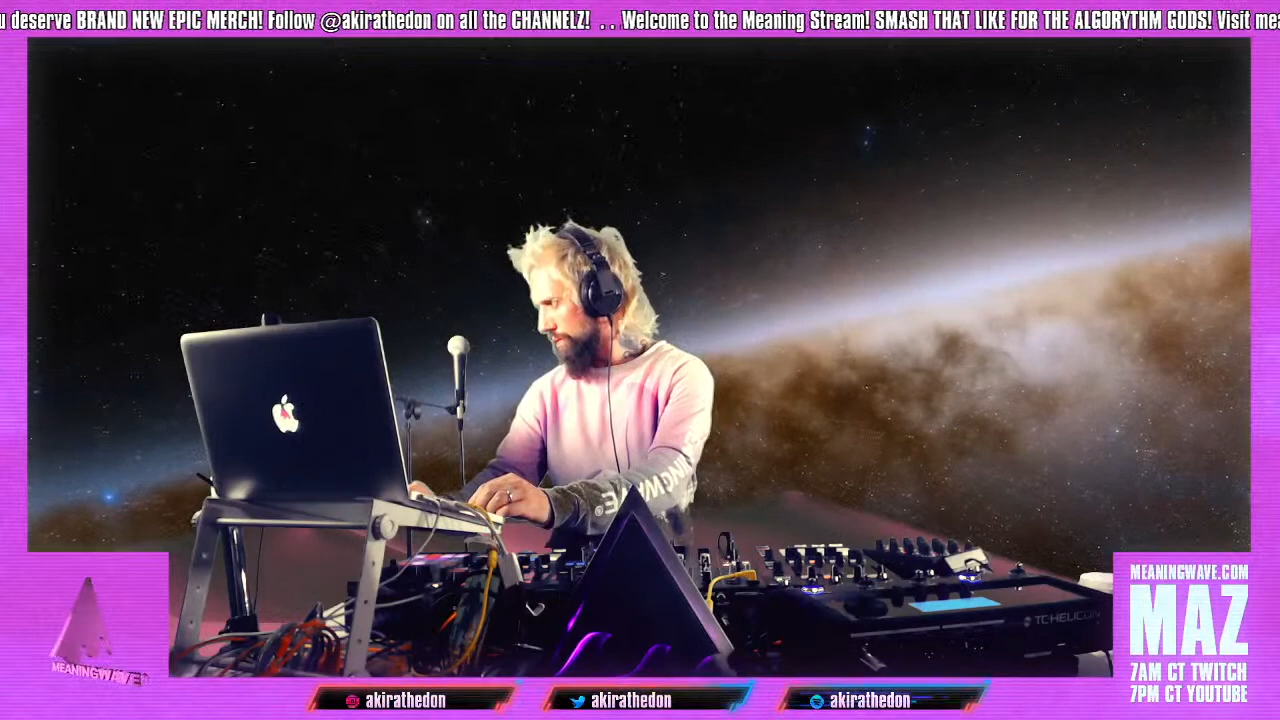 u deserve BRAND NEW EPIC MERCH! Follow @akirathedon on all the CHANNELZ! . . .Welcome to the Meaning Stream! SMASH THAT LIKE FOR THE ALGORYTHM GODS! Visit mea
TCHELICON
MEANINGWAVE
MEANINGWAVE.COM
MAZ
7AM CT TWITCH
7PM CT YOUTUBE
akirathedon
akirathedon
akirathedon